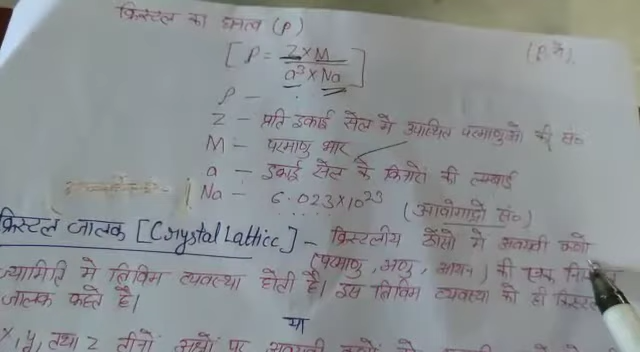 क्रिस्टल का घनत्व (ρ)
[ ρ = Z×M / a³×Na ]
ρ –
Z – प्रति इकाई सेल में उपस्थित परमाणुओं की सं०
M – परमाणु भार
a – इकाई सेल के किनारे की लम्बाई
Na – 6.023×10²³
(आवोगाद्रो सं०)
क्रिस्टल जालक [Crystal Lattice] – क्रिस्टलीय ठोसों में अवयवी कणों
(परमाणु, अणु, आयन) की एक
ज्यामिति में त्रिविम व्यवस्था होती है। इस त्रिविम व्यवस्था को ही क्रिस्टल
जालक कहते है।
या
x, y, तथा z तीनों अक्षों पर अवयवी कणों